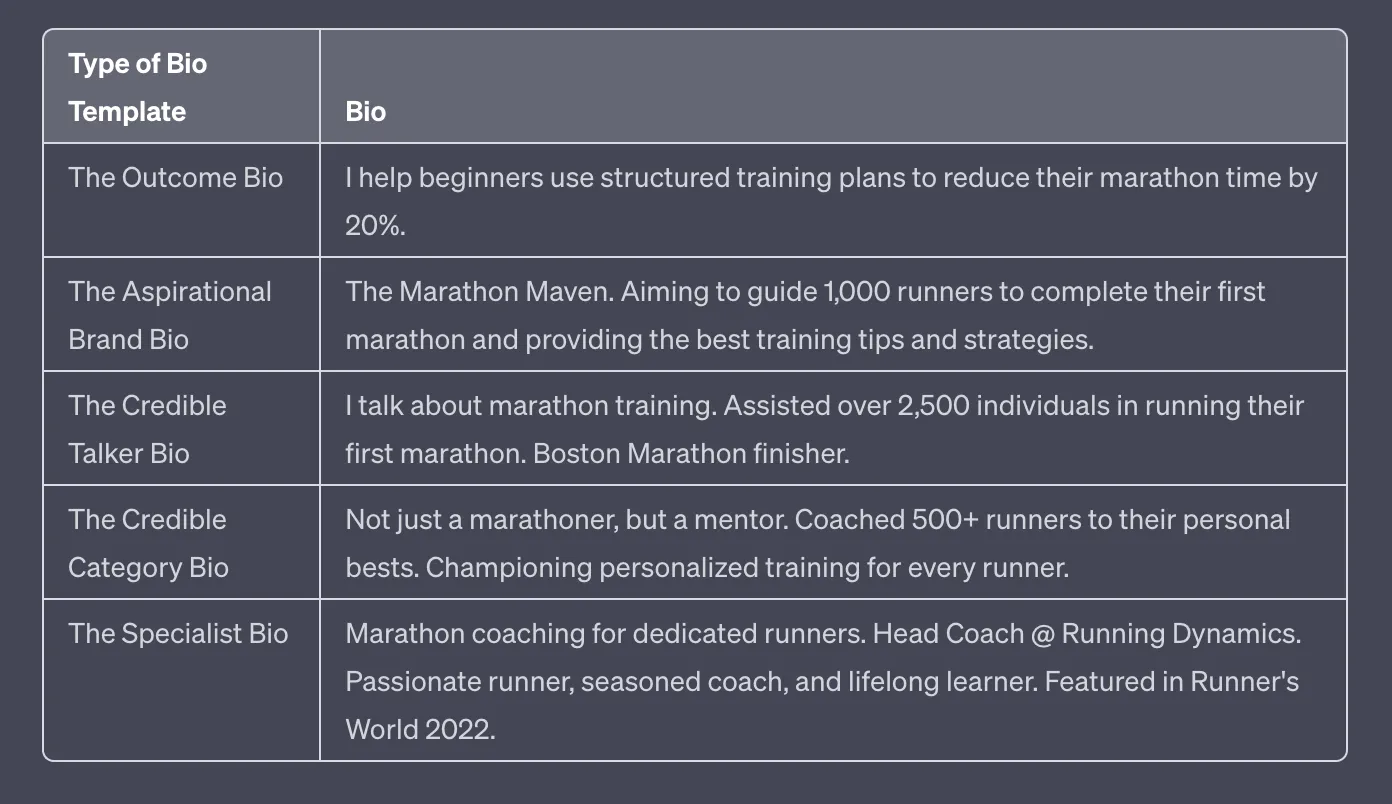 Type of Bio
Template
Bio
The Outcome Bio
I help beginners use structured training plans to reduce their marathon time by
20%.
The Aspirational
Brand Bio
The Marathon Maven. Aiming to guide 1,000 runners to complete their first
marathon and providing the best training tips and strategies.
The Credible
Talker Bio
I talk about marathon training. Assisted over 2,500 individuals in running their
first marathon. Boston Marathon finisher.
The Credible
Category Bio
Not just a marathoner, but a mentor. Coached 500+ runners to their personal
bests. Championing personalized training for every runner.
The Specialist Bio
Marathon coaching for dedicated runners. Head Coach @ Running Dynamics.
Passionate runner, seasoned coach, and lifelong learner. Featured in Runner's
World 2022.